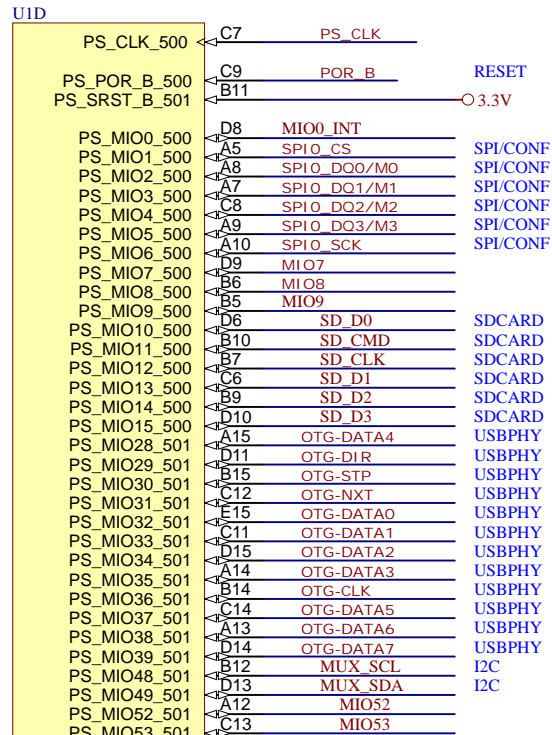 U1D
PS_CLK_500 C7 PS_CLK
PS_POR_B_500 C9 POR_B RESET
PS_SRST_B_501 B11 3.3V
PS_MIO0_500 D8 MIO0_INT
PS_MIO1_500 A5 SPI0_CS SPI/CONF
PS_MIO2_500 A8 SPI0_DQ0/M0 SPI/CONF
PS_MIO3_500 A7 SPI0_DQ1/M1 SPI/CONF
PS_MIO4_500 C8 SPI0_DQ2/M2 SPI/CONF
PS_MIO5_500 A9 SPI0_DQ3/M3 SPI/CONF
PS_MIO6_500 A10 SPI0_SCK SPI/CONF
PS_MIO7_500 D9 MIO7
PS_MIO8_500 B6 MIO8
PS_MIO9_500 B5 MIO9
PS_MIO10_500 D6 SD_D0 SDCARD
PS_MIO11_500 B10 SD_CMD SDCARD
PS_MIO12_500 B7 SD_CLK SDCARD
PS_MIO13_500 C6 SD_D1 SDCARD
PS_MIO14_500 B9 SD_D2 SDCARD
PS_MIO15_500 D10 SD_D3 SDCARD
PS_MIO28_501 A15 OTG-DATA4 USBPHY
PS_MIO29_501 D11 OTG-DIR USBPHY
PS_MIO30_501 B15 OTG-STP USBPHY
PS_MIO31_501 C12 OTG-NXT USBPHY
PS_MIO32_501 E15 OTG-DATA0 USBPHY
PS_MIO33_501 C11 OTG-DATA1 USBPHY
PS_MIO34_501 D15 OTG-DATA2 USBPHY
PS_MIO35_501 A14 OTG-DATA3 USBPHY
PS_MIO36_501 B14 OTG-CLK USBPHY
PS_MIO37_501 C14 OTG-DATA5 USBPHY
PS_MIO38_501 A13 OTG-DATA6 USBPHY
PS_MIO39_501 D14 OTG-DATA7 USBPHY
PS_MIO48_501 B12 MUX_SCL I2C
PS_MIO49_501 D13 MUX_SDA I2C
PS_MIO52_501 A12 MIO52
PS_MIO53_501 C13 MIO53